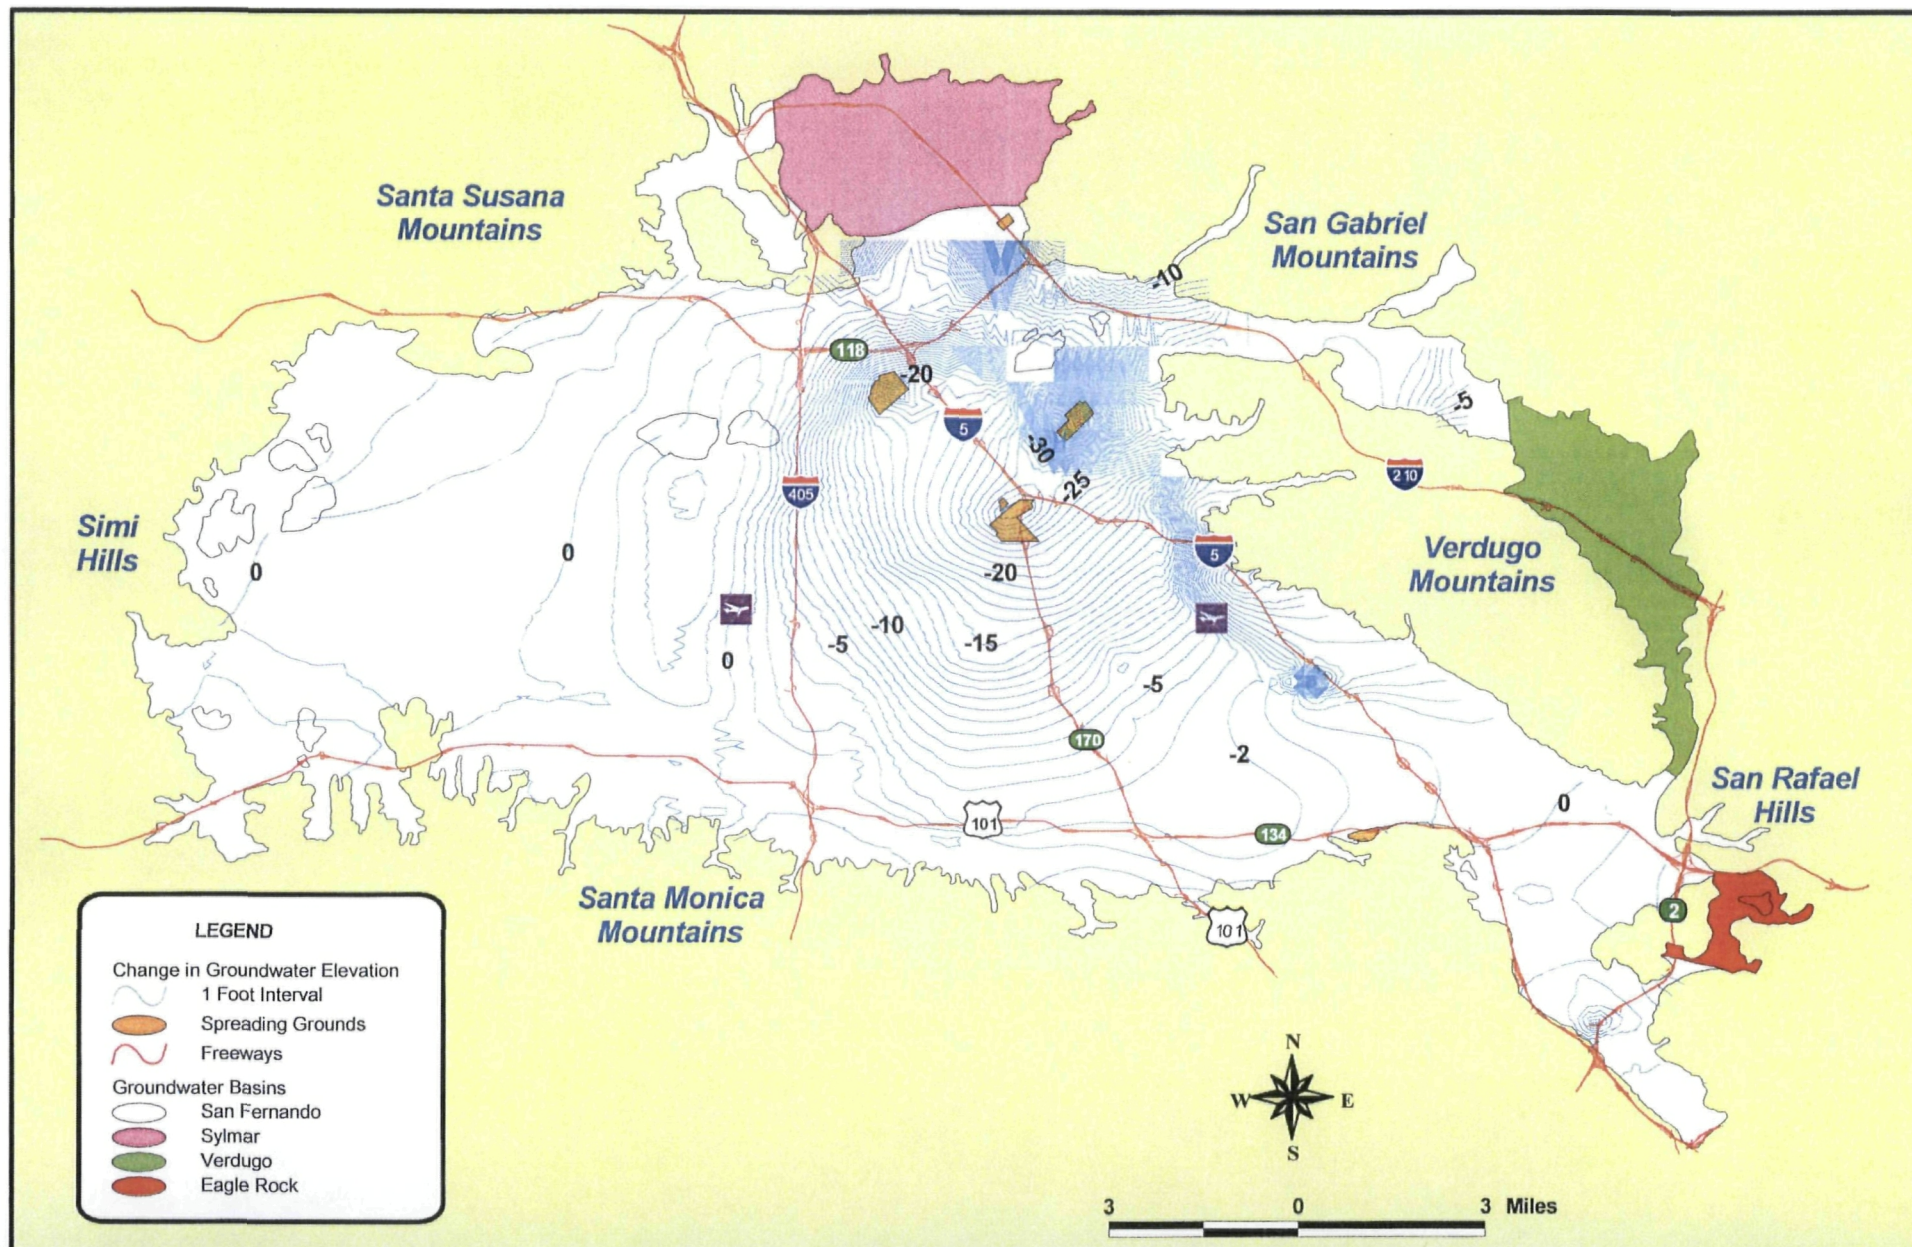 Santa Susana
Mountains
San Gabriel
Mountains
-10
118
-20
-5
5
-30
-25
405
210
Simi
Hills
0
0
5
Verdugo
Mountains
-20
-10
-5
-15
0
-5
170
-2
San Rafael
Hills
0
101
134
Santa Monica
Mountains
2
101
LEGEND
Change in Groundwater Elevation
1 Foot Interval
Spreading Grounds
Freeways
Groundwater Basins
San Fernando
Sylmar
Verdugo
Eagle Rock
N
W
E
S
3
0
3 Miles